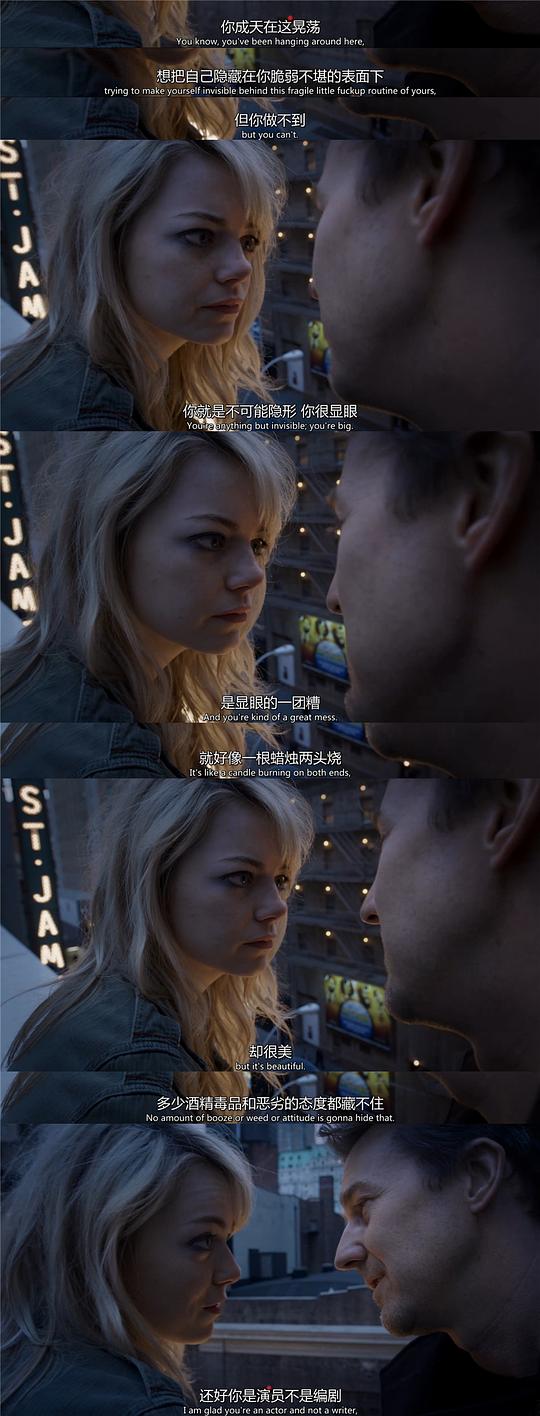 你成天在这晃荡
You know, you've been hanging around here,
想把自己隐藏在你脆弱不堪的表面下
trying to make yourself invisible behind this fragile little fuckup routine of yours,
但你做不到
but you can't.
ST·JAM
你就是不可能隐形 你很显眼
You're anything but invisible; you're big.
ST·JAM
是显眼的一团糟
And you're kind of a great mess.
就好像一根蜡烛两头烧
It's like a candle burning on both ends,
ST·JAM
却很美
but it's beautiful.
多少酒精毒品和恶劣的态度都藏不住
No amount of booze or weed or attitude is gonna hide that.
还好你是演员不是编剧
I am glad you're an actor and not a writer,